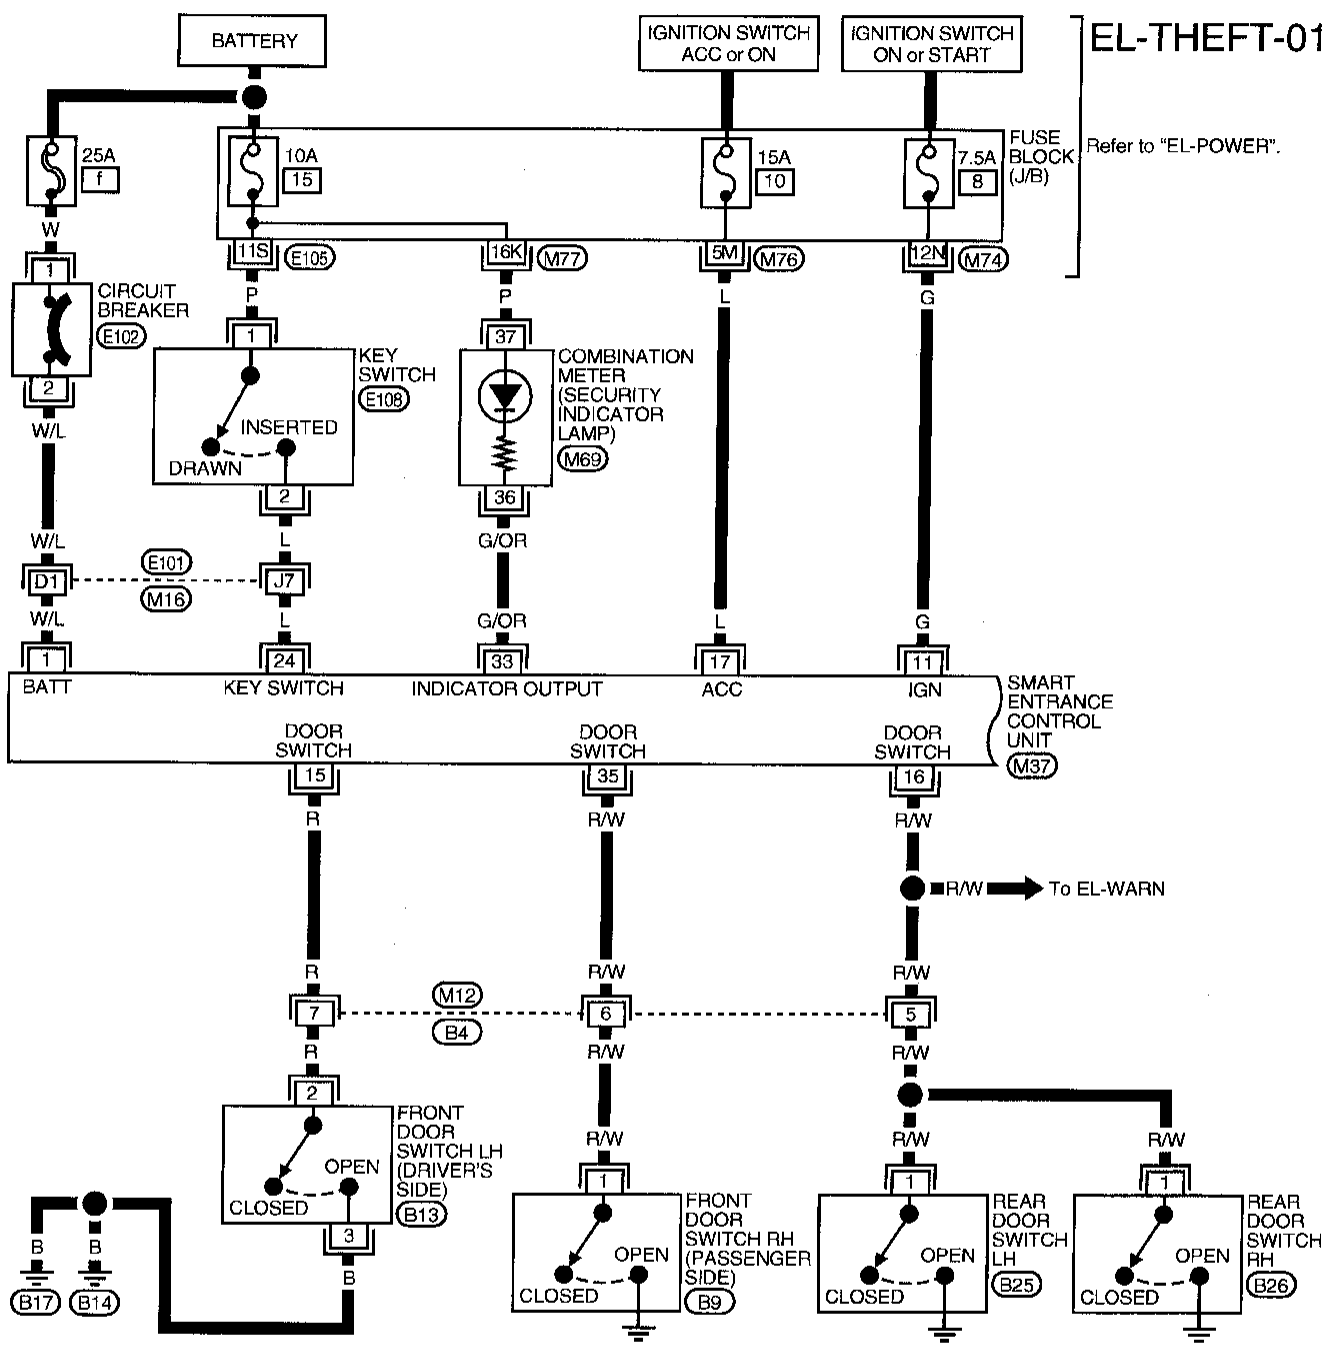 EL-THEFT-01
BATTERY
IGNITION SWITCH
ACC or ON
IGNITION SWITCH
ON or START
FUSE
BLOCK
(J/B)
Refer to "EL-POWER".
25A
f
10A
15
15A
10
7.5A
8
W
11S
E105
16K
M77
5M
M76
12N
M74
1
CIRCUIT
BREAKER
E102
2
P
P
L
G
1
KEY
SWITCH
E108
INSERTED
DRAWN
2
37
COMBINATION
METER
(SECURITY
INDICATOR
LAMP)
M69
36
W/L
W/L
L
G/OR
D1
E101
M16
J7
W/L
L
G/OR
L
G
1
24
33
17
11
BATT
KEY SWITCH
INDICATOR OUTPUT
ACC
IGN
SMART
ENTRANCE
CONTROL
UNIT
M37
DOOR
SWITCH
DOOR
SWITCH
DOOR
SWITCH
15
35
16
R
R/W
R/W
R/W
To EL-WARN
R
R/W
R/W
7
M12
B4
6
5
R
R/W
R/W
2
FRONT
DOOR
SWITCH LH
(DRIVER'S
SIDE)
B13
OPEN
CLOSED
3
B
R/W
R/W
R/W
1
1
1
FRONT
DOOR
SWITCH RH
(PASSENGER
SIDE)
B9
OPEN
CLOSED
REAR
DOOR
SWITCH
LH
B25
OPEN
CLOSED
REAR
DOOR
SWITCH
RH
B26
OPEN
CLOSED
B
B
B17
B14